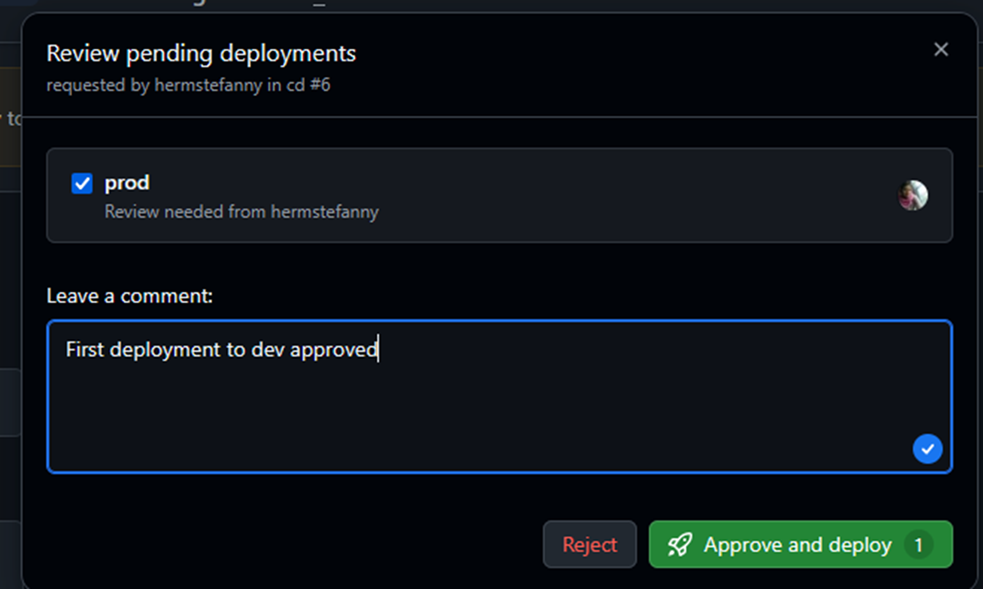 Review pending deployments
requested by hermstefanny in cd #6
prod
Review needed from hermstefanny
Leave a comment:
First deployment to dev approved
Reject
Approve and deploy 1